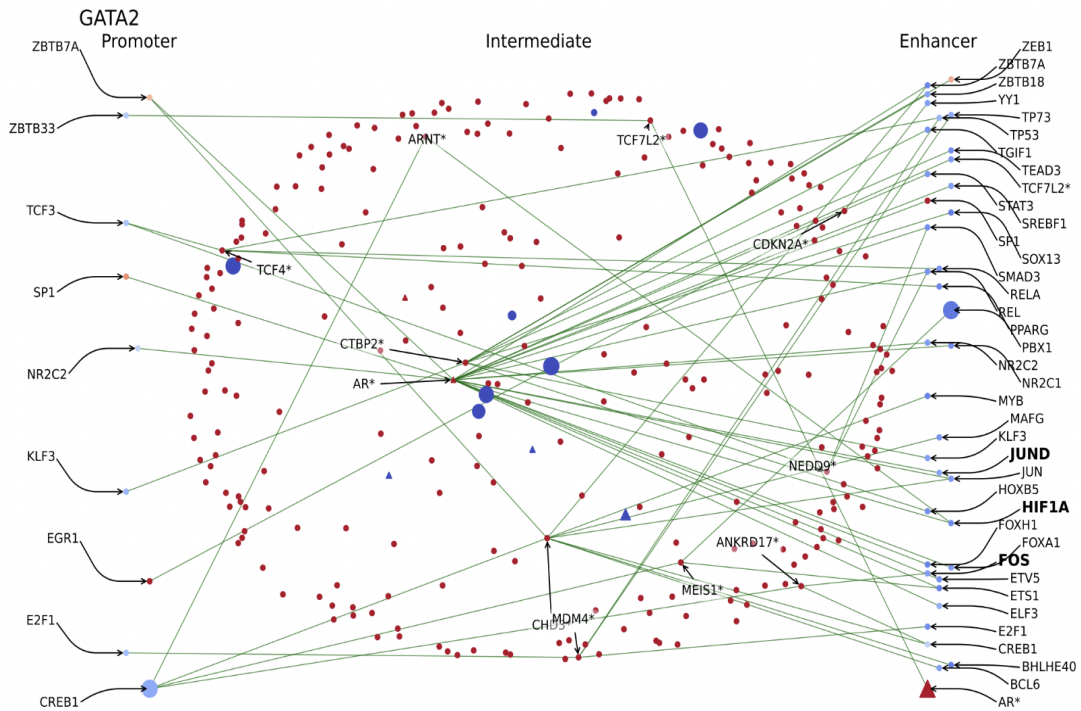 GATA2
Promoter
Intermediate
Enhancer
ZBTB7A
ZBTB33
TCF3
SP1
NR2C2
KLF3
EGR1
E2F1
CREB1
ARNT*
TCF7L2*
CDKN2A*
TCF4*
CTBP2*
AR*
NEDD9*
ANKRD17*
MEIS1*
MDM4*
ZEB1
ZBTB7A
ZBTB18
YY1
TP73
TP53
TGIF1
TEAD3
TCF7L2*
STAT3
SREBF1
SP1
SOX13
SMAD3
RELA
REL
PPARG
PBX1
NR2C2
NR2C1
MYB
MAFG
KLF3
JUND
JUN
HOXB5
HIF1A
FOXH1
FOXA1
FOS
ETV5
ETS1
ELF3
E2F1
CREB1
BHLHE40
BCL6
AR*